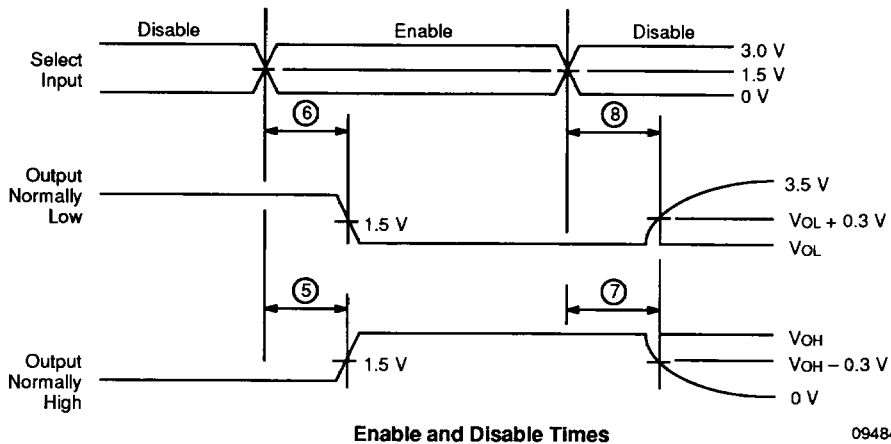 Disable Enable Disable
Select
Input
3.0 V
1.5 V
0 V
6 8
Output
Normally
Low
1.5 V
3.5 V
VOL + 0.3 V
VOL
5 7
Output
Normally
High
1.5 V
VOH
VOH – 0.3 V
0 V
Enable and Disable Times